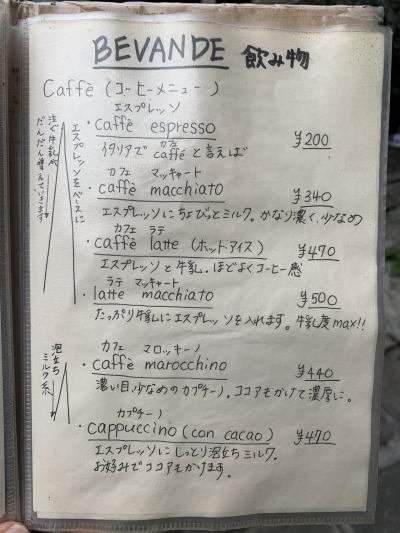 BEVANDE 飲み物
Caffè (コーヒーメニュー)
エスプレッソ
・caffè espresso ¥200
イタリアで caffé と言えば
カフェ
カフェ マッキャート
・caffè macchiato ¥340
エスプレッソにちょびっとミルク。かなり濃く、少なめ
カフェ ラテ
・caffè latte (ホットアイス) ¥470
エスプレッソと牛乳。ほどよくコーヒー感
ラテ マッキャート
・latte macchiato ¥500
たっぷり牛乳にエスプレッソを入れます。牛乳度max!!
カフェ マロッキーノ
・caffè marocchino ¥440
濃い目、少なめのカプチーノ。ココアもかけて濃厚に。
カプチーノ
・cappuccino (con cacao) ¥470
エスプレッソにしっとり泡立ちミルク。
お好みでココアもかけます。
エスプレッソをベースに
注ぐ牛乳が
だんだん増えていきます
泡立ち
ミルク系